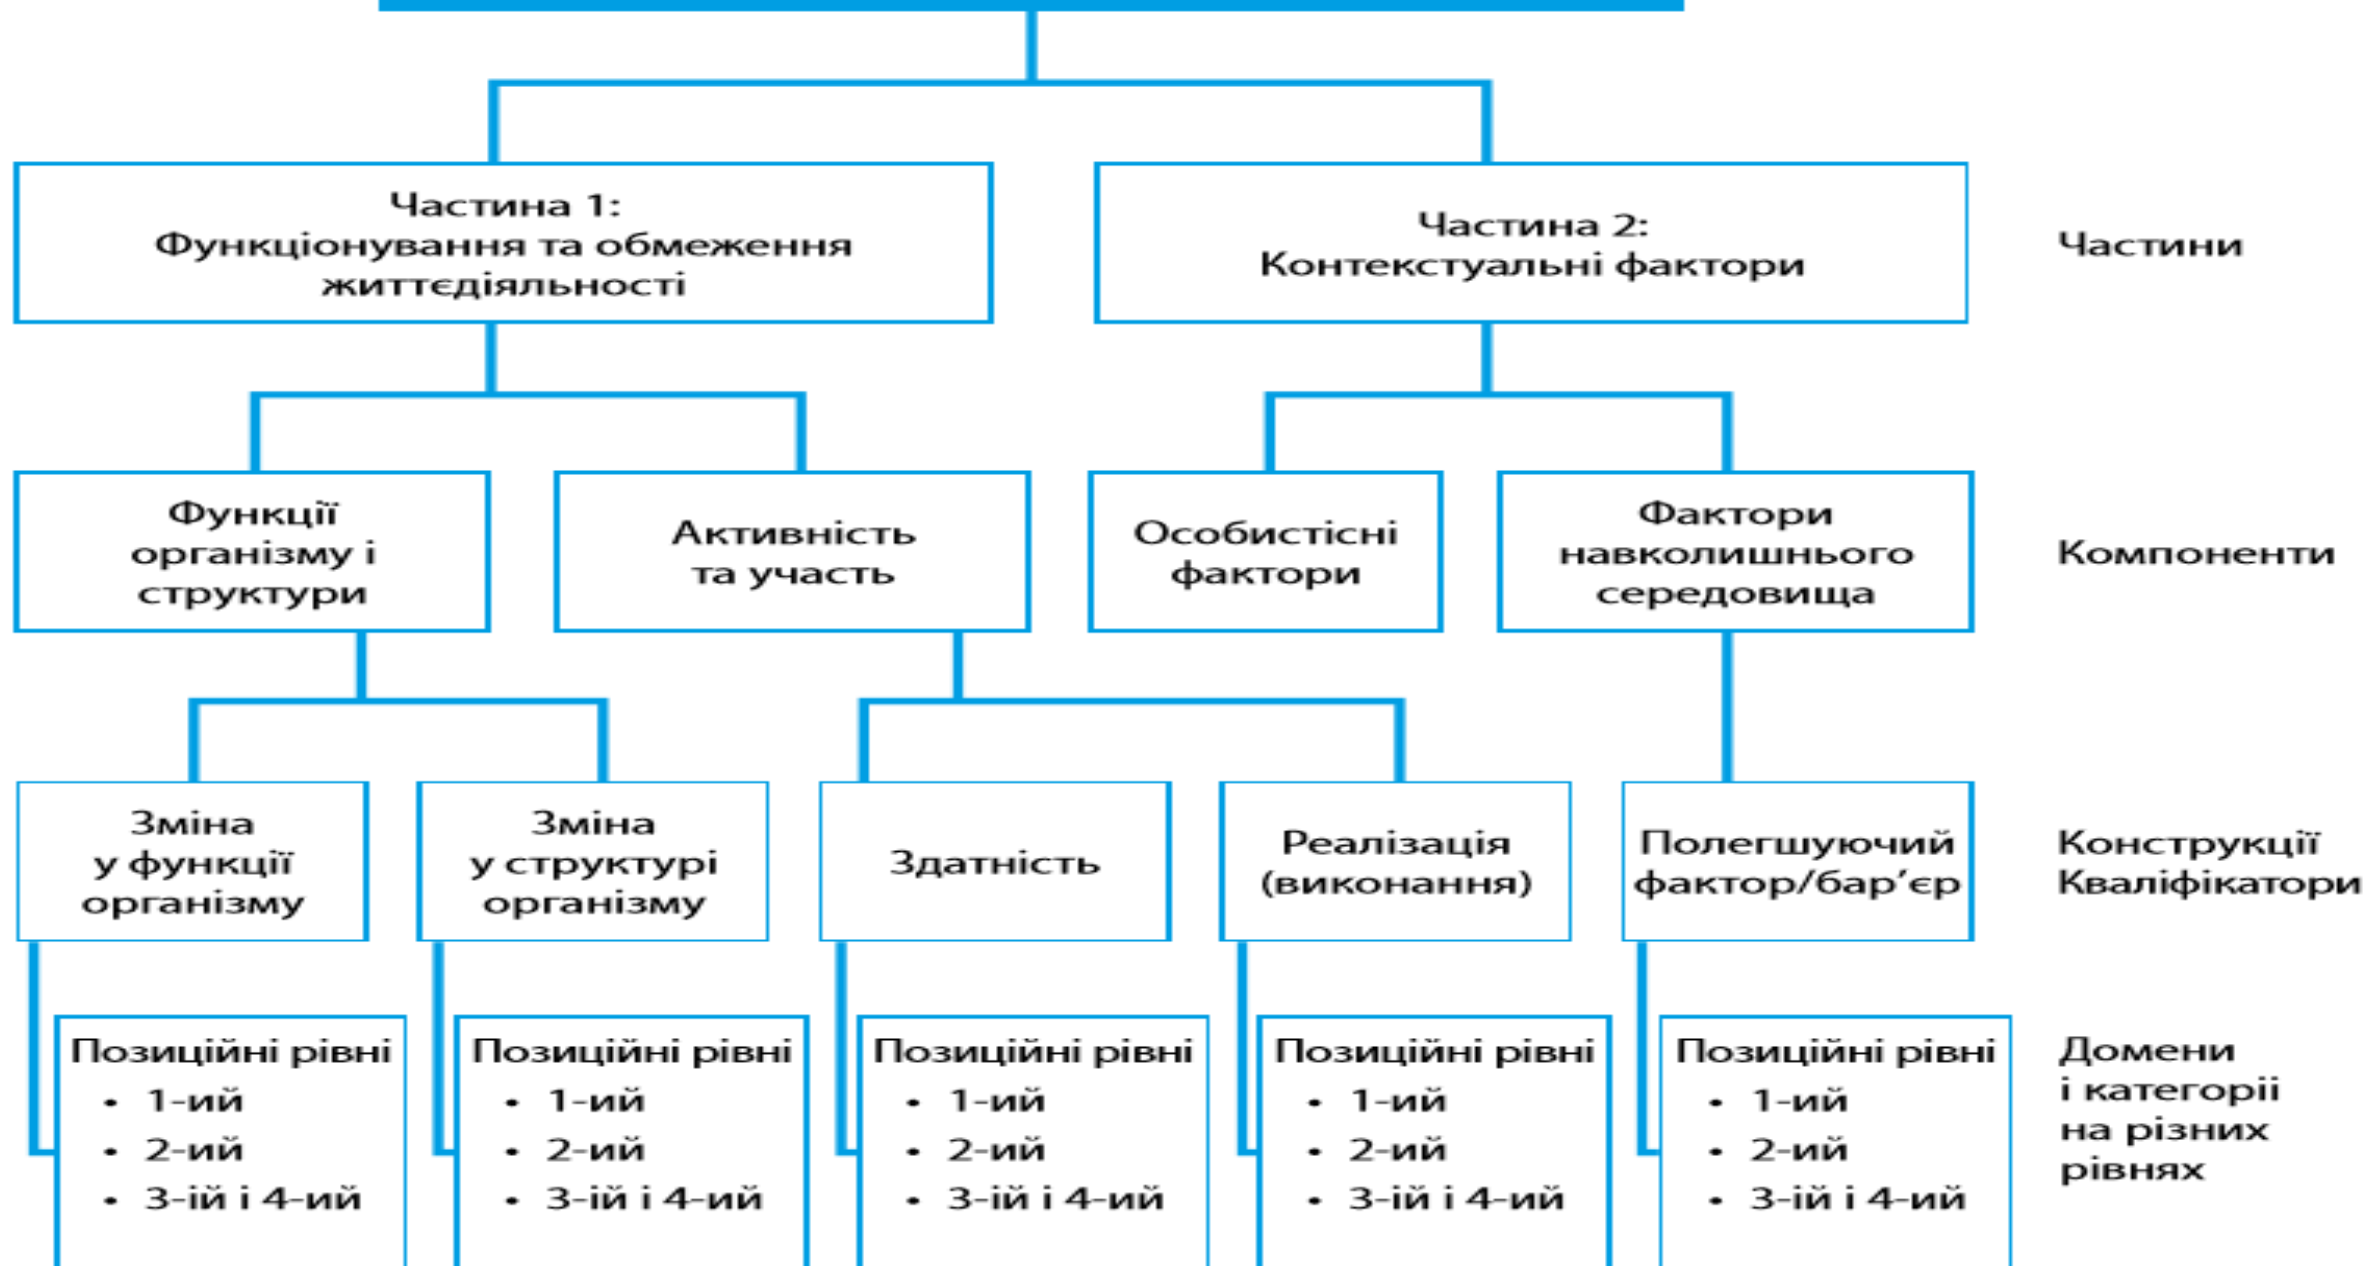 Частина 1:
Функціонування та обмеження
життєдіяльності
Частина 2:
Контекстуальні фактори
Частини
Функції
організму і
структури
Активність
та участь
Особистісні
фактори
Фактори
навколишнього
середовища
Компоненти
Зміна
у функції
організму
Зміна
у структурі
організму
Здатність
Реалізація
(виконання)
Полегшуючий
фактор/бар’єр
Конструкції
Кваліфікатори
Позиційні рівні
• 1-ий
• 2-ий
• 3-ій і 4-ий
Позиційні рівні
• 1-ий
• 2-ий
• 3-ій і 4-ий
Позиційні рівні
• 1-ий
• 2-ий
• 3-ій і 4-ий
Позиційні рівні
• 1-ий
• 2-ий
• 3-ій і 4-ий
Позиційні рівні
• 1-ий
• 2-ий
• 3-ій і 4-ий
Домени
і категоріі
на різних
рівнях